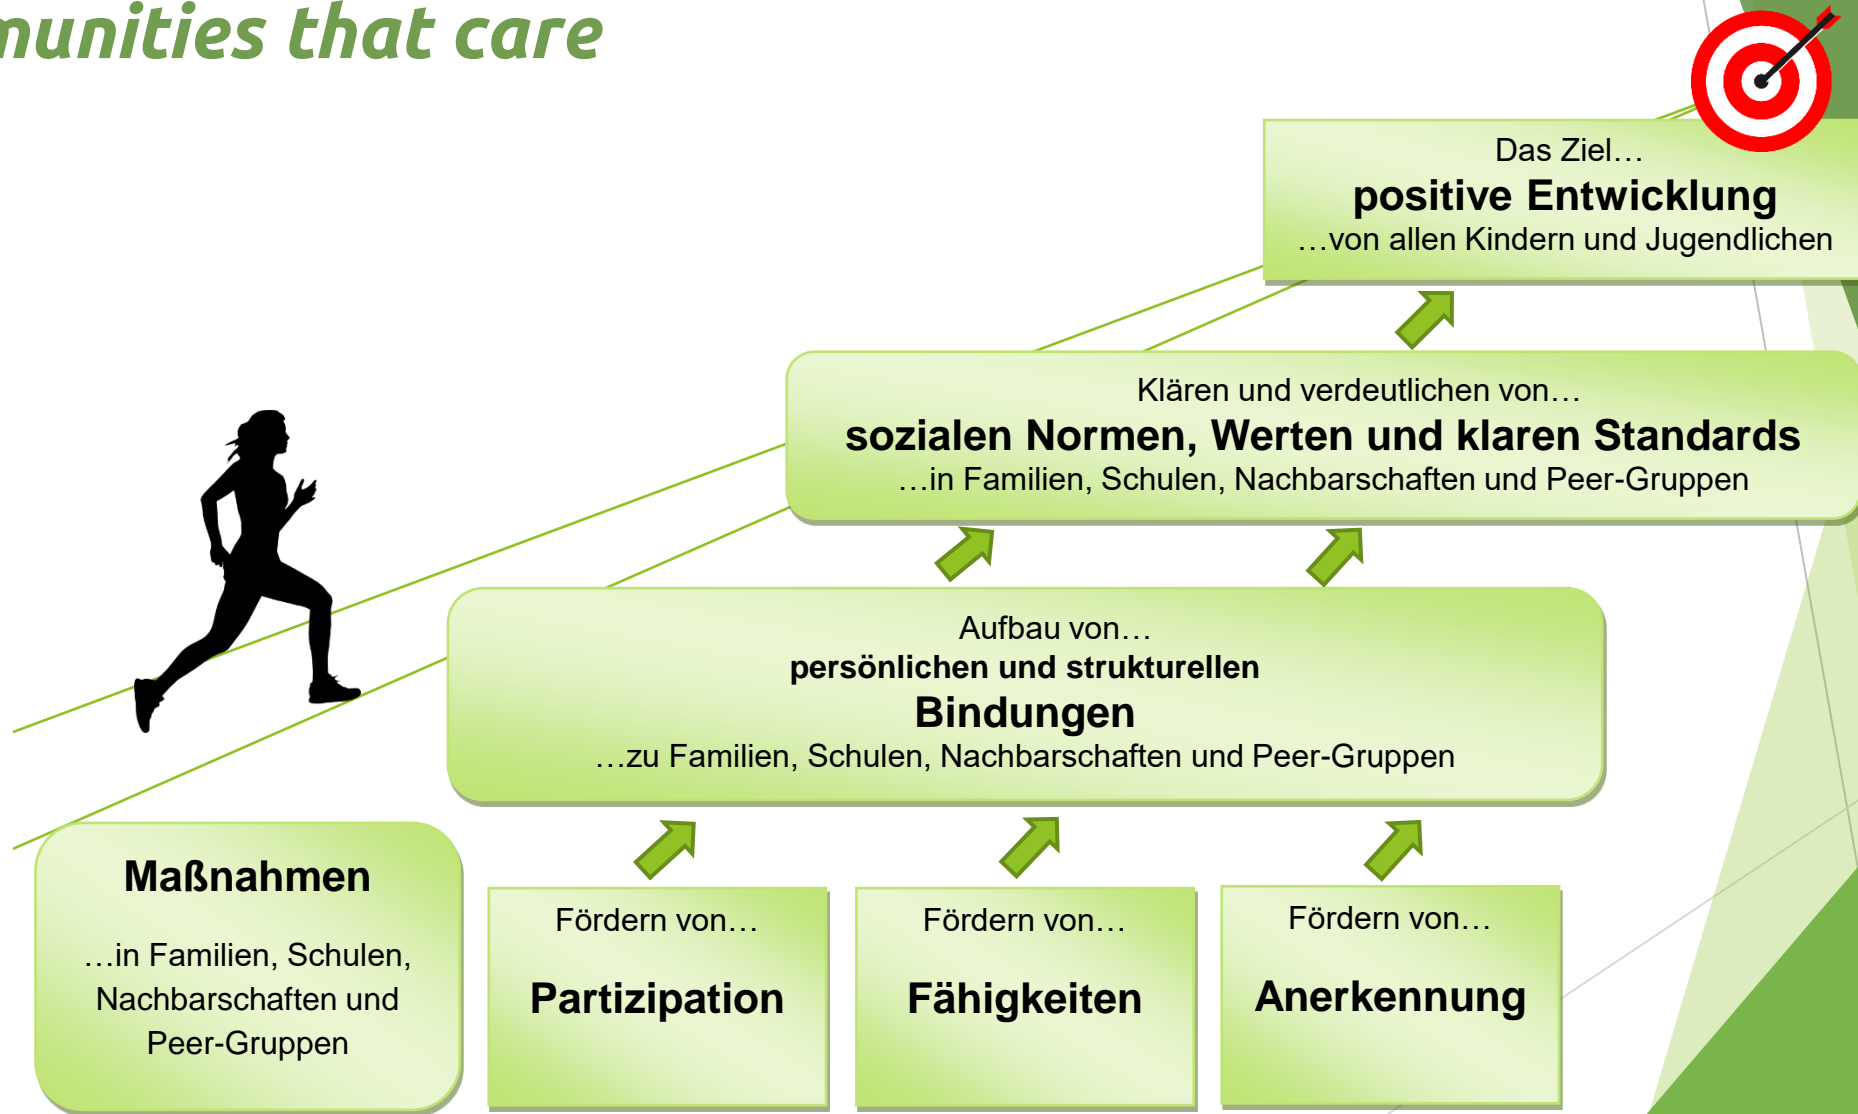 munities that care
Das Ziel…
positive Entwicklung
…von allen Kindern und Jugendlichen
Klären und verdeutlichen von…
sozialen Normen, Werten und klaren Standards
…in Familien, Schulen, Nachbarschaften und Peer-Gruppen
Aufbau von…
persönlichen und strukturellen
Bindungen
…zu Familien, Schulen, Nachbarschaften und Peer-Gruppen
Maßnahmen
…in Familien, Schulen,
Nachbarschaften und
Peer-Gruppen
Fördern von…
Partizipation
Fördern von…
Fähigkeiten
Fördern von…
Anerkennung